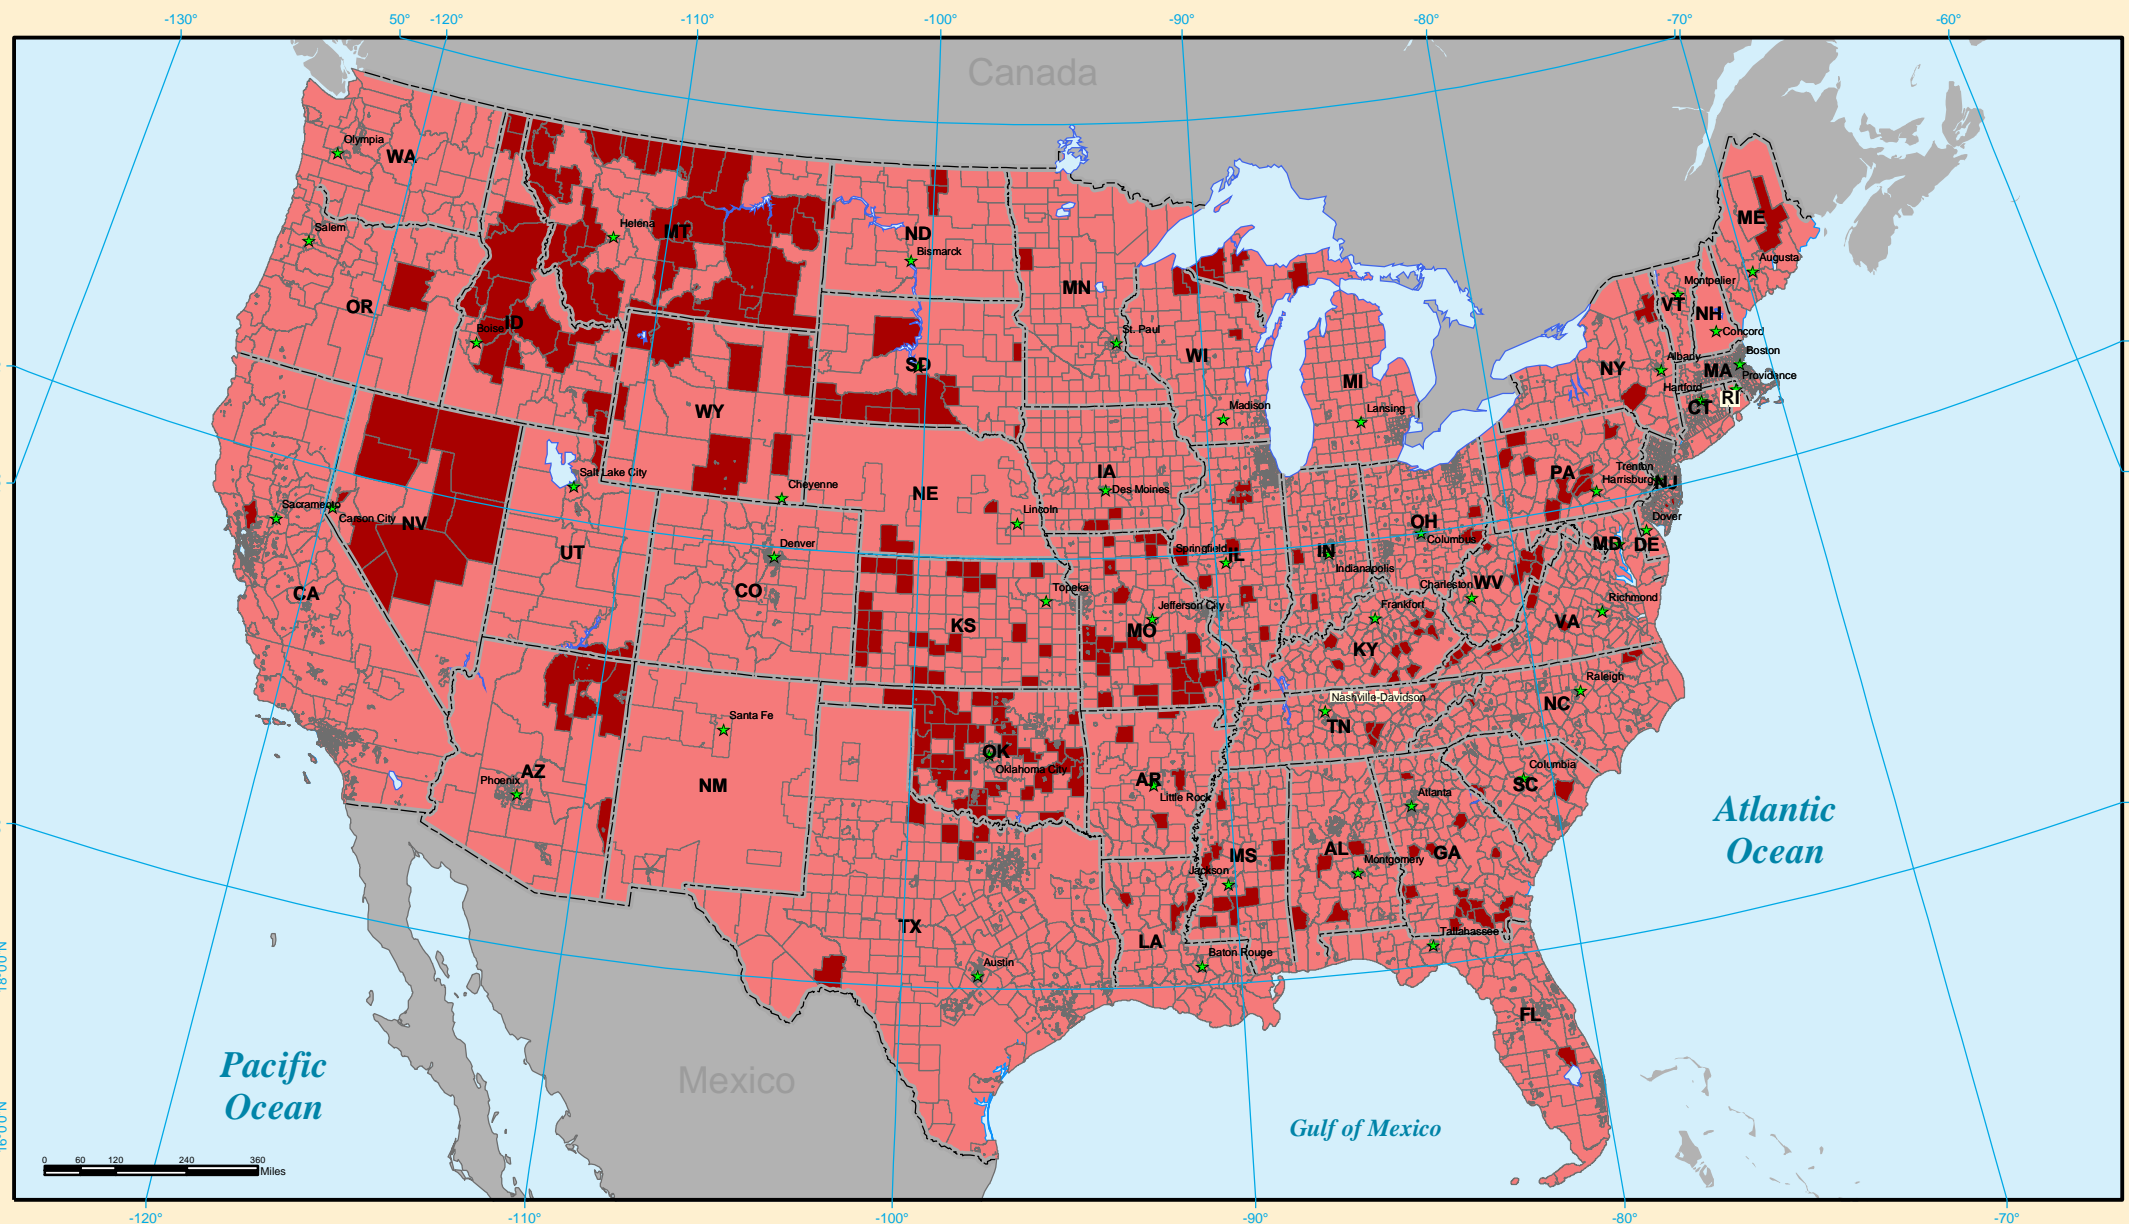 -130°
50°
-120°
-110°
-100°
-90°
-80°
-70°
-60°
Canada
Olympia
WA
Salem
OR
Helena
MT
ND
Bismarck
MN
ME
Augusta
Montpelier
VT
NH
Concord
Boise
ID
St. Paul
WI
SD
MI
NY
Albany
Boston
MA
Providence
Hartford
CT
RI
WY
Madison
Lansing
Salt Lake City
Cheyenne
NE
IA
Des Moines
PA
Trenton
Harrisburg
NJ
Sacramento
Carson City
NV
Lincoln
OH
Columbus
Dover
MD
DE
UT
Denver
CO
Springfield
IL
IN
Indianapolis
Charleston
WV
CA
Topeka
KS
Jefferson City
MO
Frankfort
KY
Richmond
VA
Nashville-Davidson
TN
Raleigh
NC
Santa Fe
NM
OK
Oklahoma City
Phoenix
AZ
AR
Little Rock
Atlanta
Columbia
SC
Atlantic
Ocean
MS
Jackson
AL
Montgomery
GA
TX
LA
Austin
Baton Rouge
Tallahassee
FL
Pacific
Ocean
Mexico
Gulf of Mexico
18°0'0"N
16°0'0"N
0 60 120 240 360
Miles
-120°
-110°
-100°
-90°
-80°
-70°